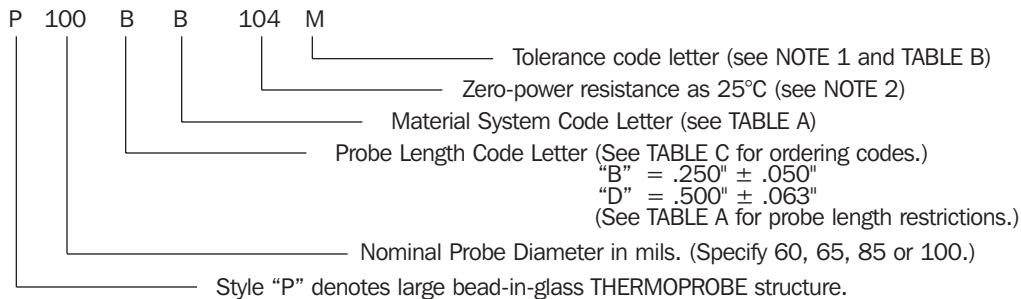 P 100 B B 104 M
Tolerance code letter (see NOTE 1 and TABLE B)
Zero-power resistance as 25°C (see NOTE 2)
Material System Code Letter (see TABLE A)
Probe Length Code Letter (See TABLE C for ordering codes.)
“B” = .250" ± .050"
“D” = .500" ± .063"
(See TABLE A for probe length restrictions.)
Nominal Probe Diameter in mils. (Specify 60, 65, 85 or 100.)
Style “P” denotes large bead-in-glass THERMOPROBE structure.